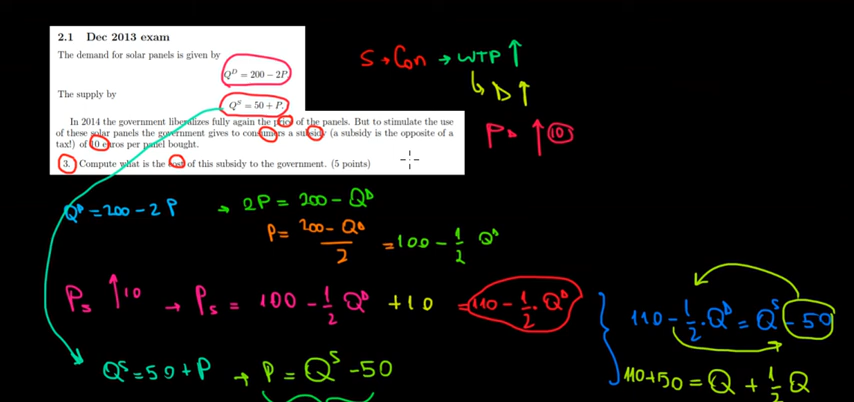 2.1 Dec 2013 exam
The demand for solar panels is given by
Q^D = 200 − 2P
The supply by
Q^S = 50 + P.
In 2014 the government liberalizes fully again the price of the panels. But to stimulate the use
of these solar panels the government gives to consumers a subsidy (a subsidy is the opposite of a
tax!) of 10 euros per panel bought.
3. Compute what is the cost of this subsidy to the government. (5 points)
S → Con → WTP ↑
↳ D ↑
P_D ↑ 10
Q^D = 200 - 2P → 2P = 200 - Q^D
P = (200 - Q^D)/2 = 100 - 1/2 Q^D
P_s ↑ 10 → P_s = 100 - 1/2 Q^D + 10 = 110 - 1/2 · Q^D
110 - 1/2 · Q^D = Q^S - 50
Q^S = 50 + P → P = Q^S - 50
110 + 50 = Q + 1/2 Q